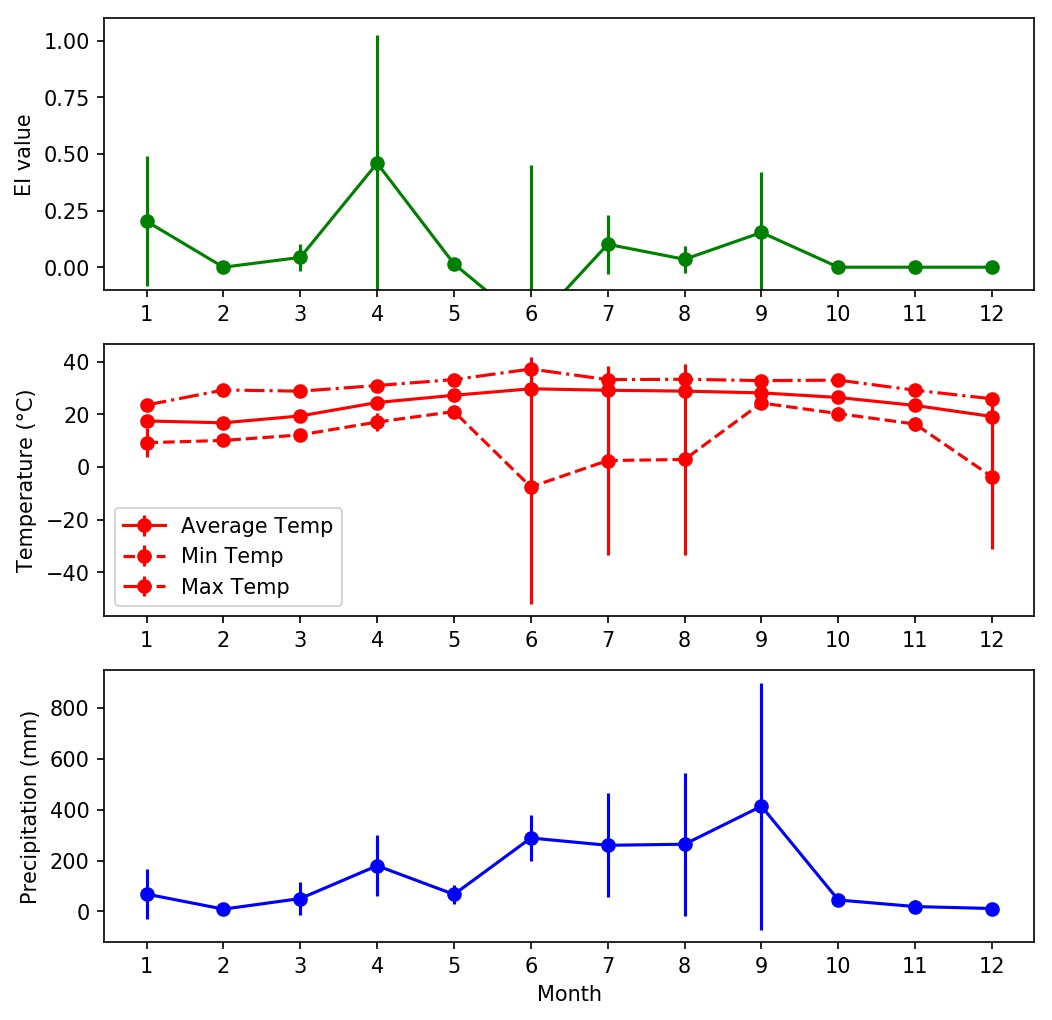 1.00
0.75
0.50
0.25
0.00
EI value
1 2 3 4 5 6 7 8 9 10 11 12
40
20
0
−20
−40
Temperature (°C)
Average Temp
Min Temp
Max Temp
1 2 3 4 5 6 7 8 9 10 11 12
800
600
400
200
0
Precipitation (mm)
1 2 3 4 5 6 7 8 9 10 11 12
Month